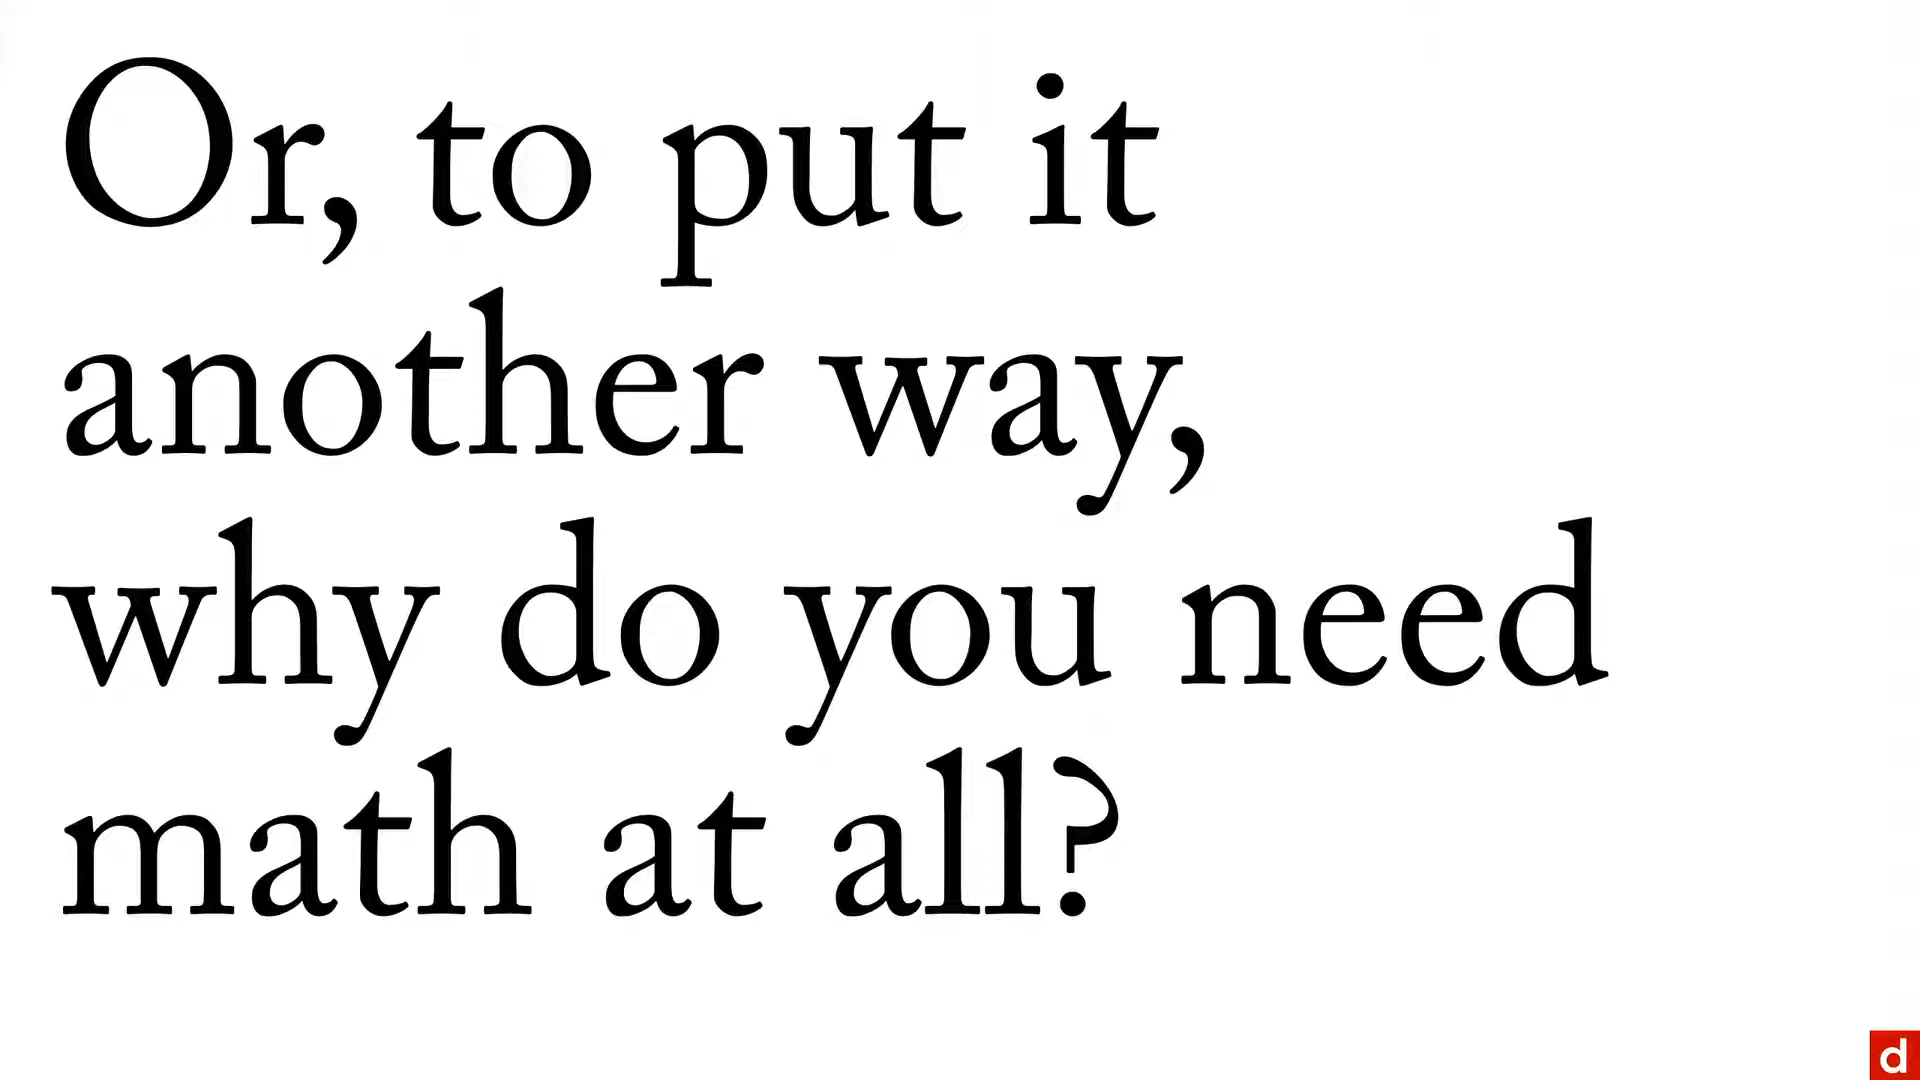 Or, to put it
another way,
why do you need
math at all?
d